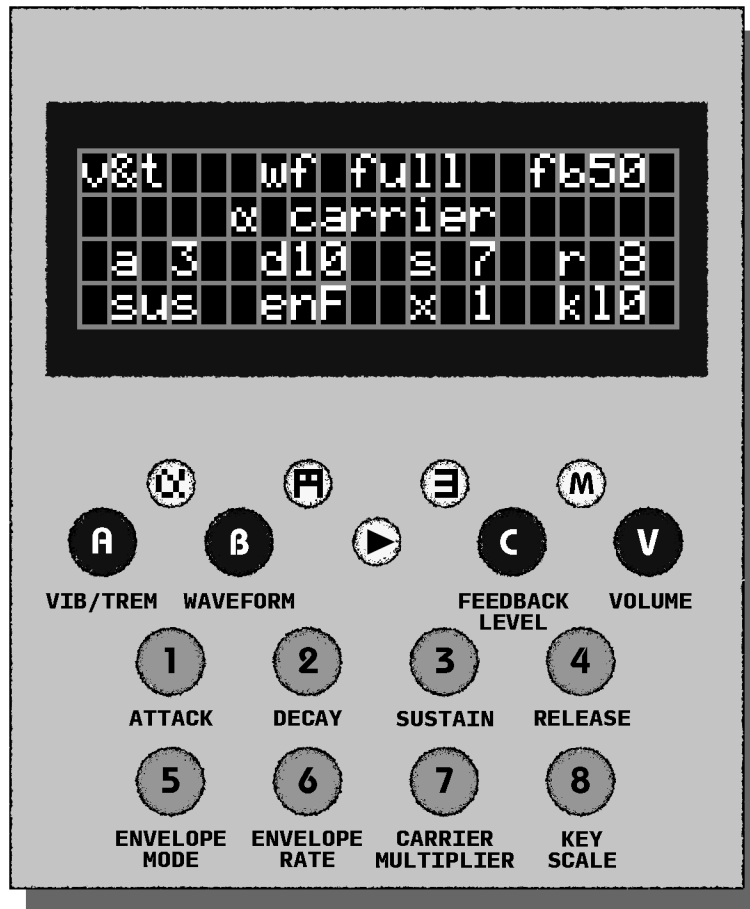 v&t wf full fb50
α carrier
a 3 d10 s 7 r 8
sus enF x 1 kl0
α M
A B C V
VIB/TREM WAVEFORM FEEDBACK LEVEL VOLUME
1 2 3 4
ATTACK DECAY SUSTAIN RELEASE
5 6 7 8
ENVELOPE MODE ENVELOPE RATE CARRIER MULTIPLIER KEY SCALE